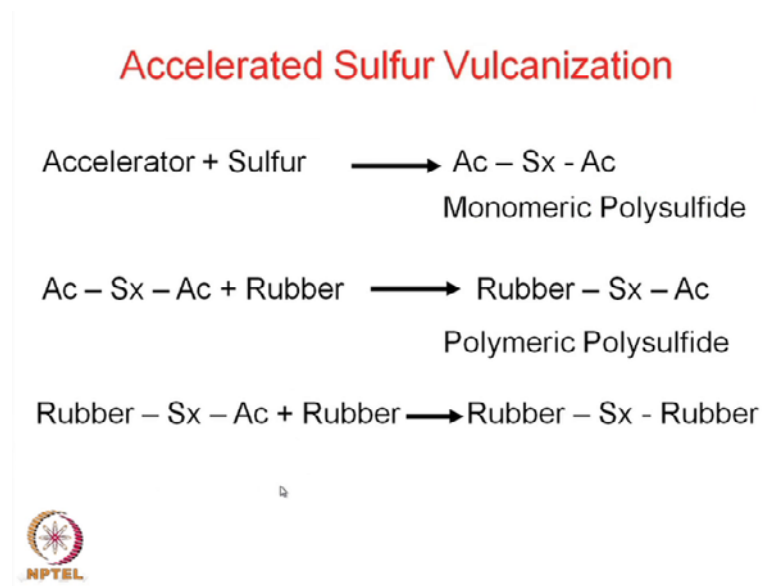 Accelerated Sulfur Vulcanization
Accelerator + Sulfur ⟶ Ac – Sx - Ac
Monomeric Polysulfide
Ac – Sx – Ac + Rubber ⟶ Rubber – Sx – Ac
Polymeric Polysulfide
Rubber – Sx – Ac + Rubber ⟶ Rubber – Sx - Rubber
NPTEL